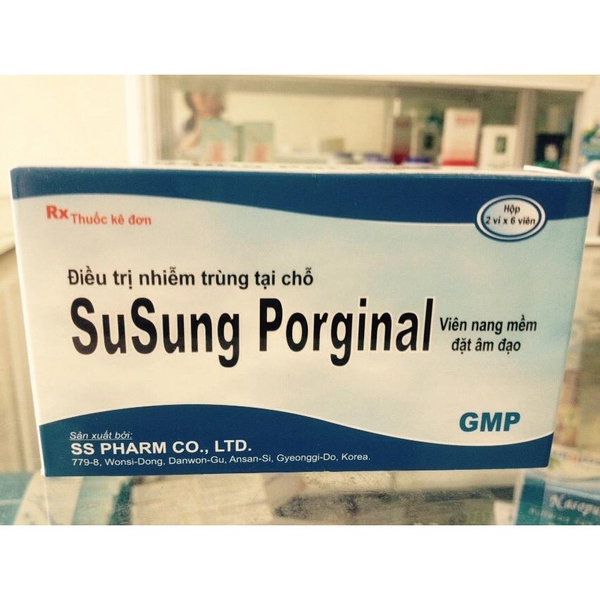 Rx Thuốc kê đơn
Hộp
2 vỉ x 6 viên
Điều trị nhiễm trùng tại chỗ
SuSung Porginal
Viên nang mềm
đặt âm đạo
GMP
Sản xuất bởi:
SS PHARM CO., LTD.
779-8, Wonsi-Dong, Danwon-Gu, Ansan-Si, Gyeonggi-Do, Korea.